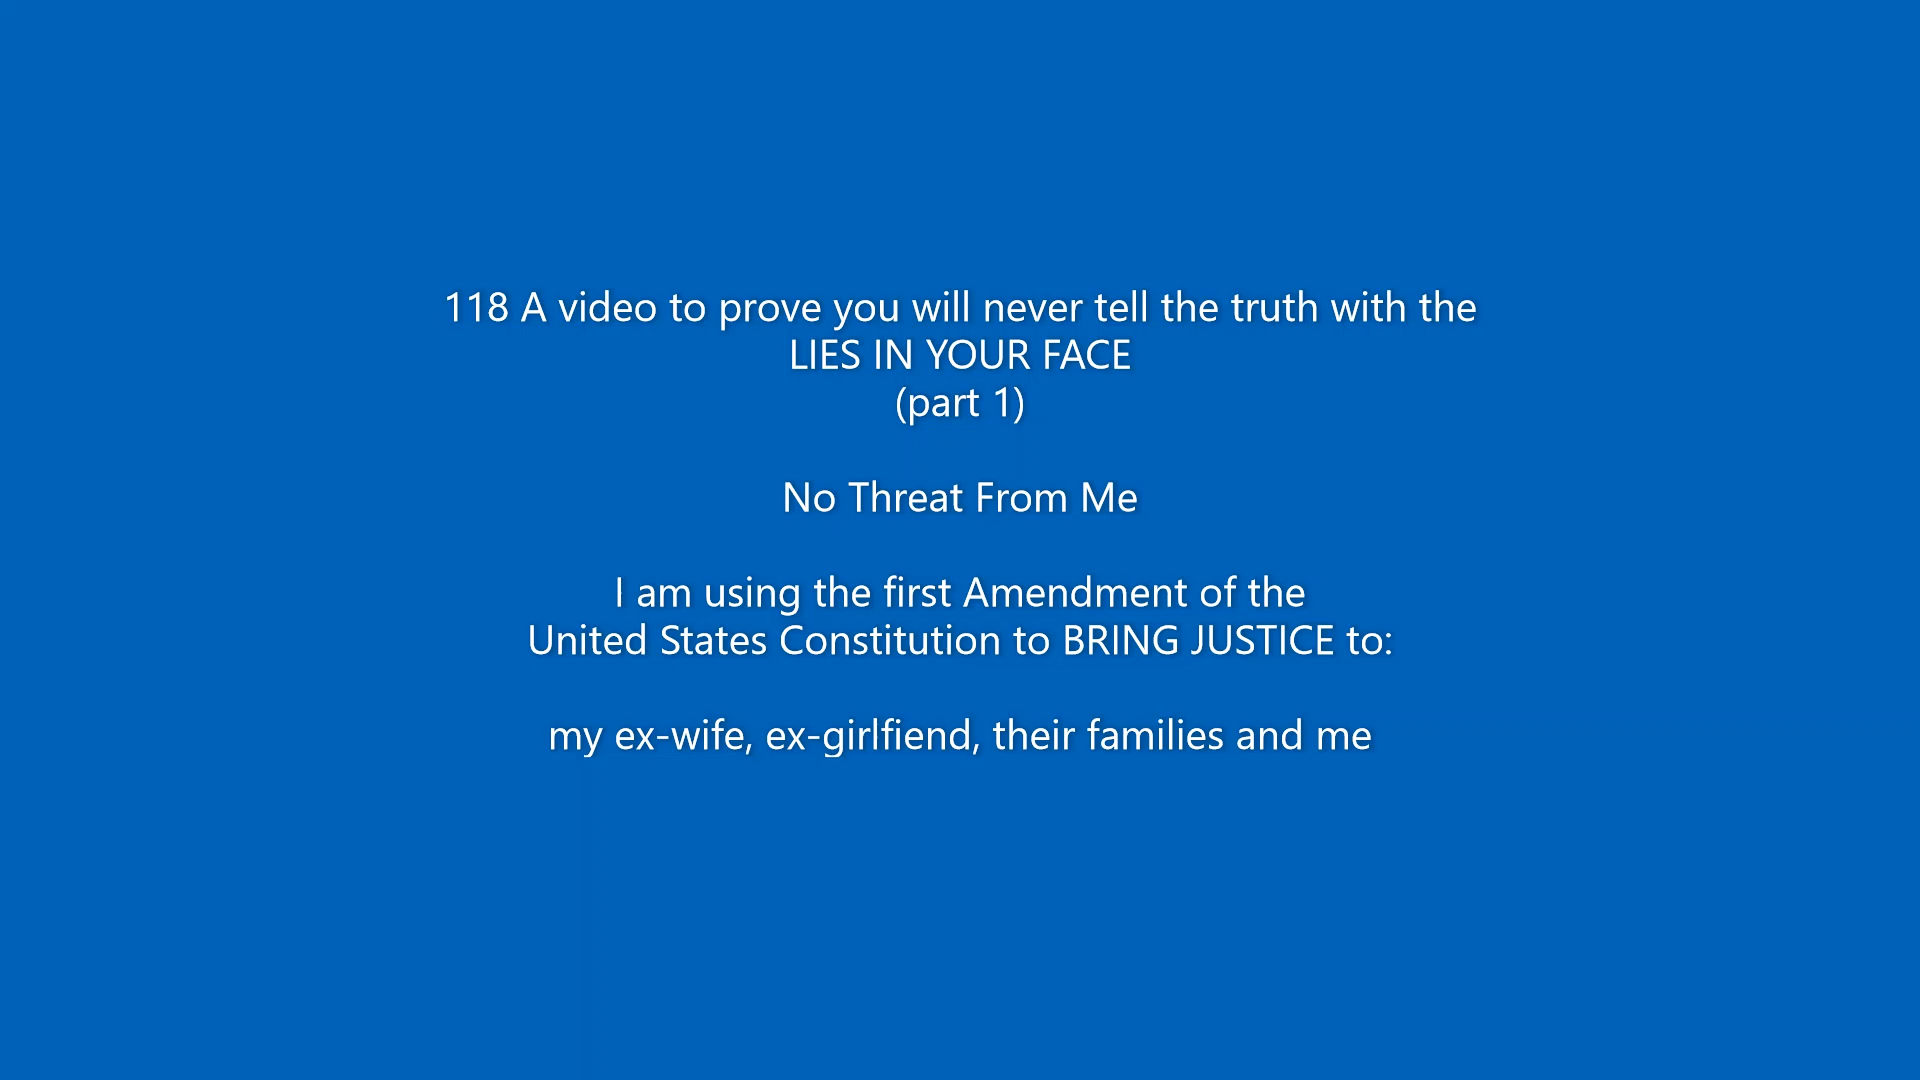 118 A video to prove you will never tell the truth with the
LIES IN YOUR FACE
(part 1)
No Threat From Me
I am using the first Amendment of the
United States Constitution to BRING JUSTICE to:
my ex-wife, ex-girlfiend, their families and me